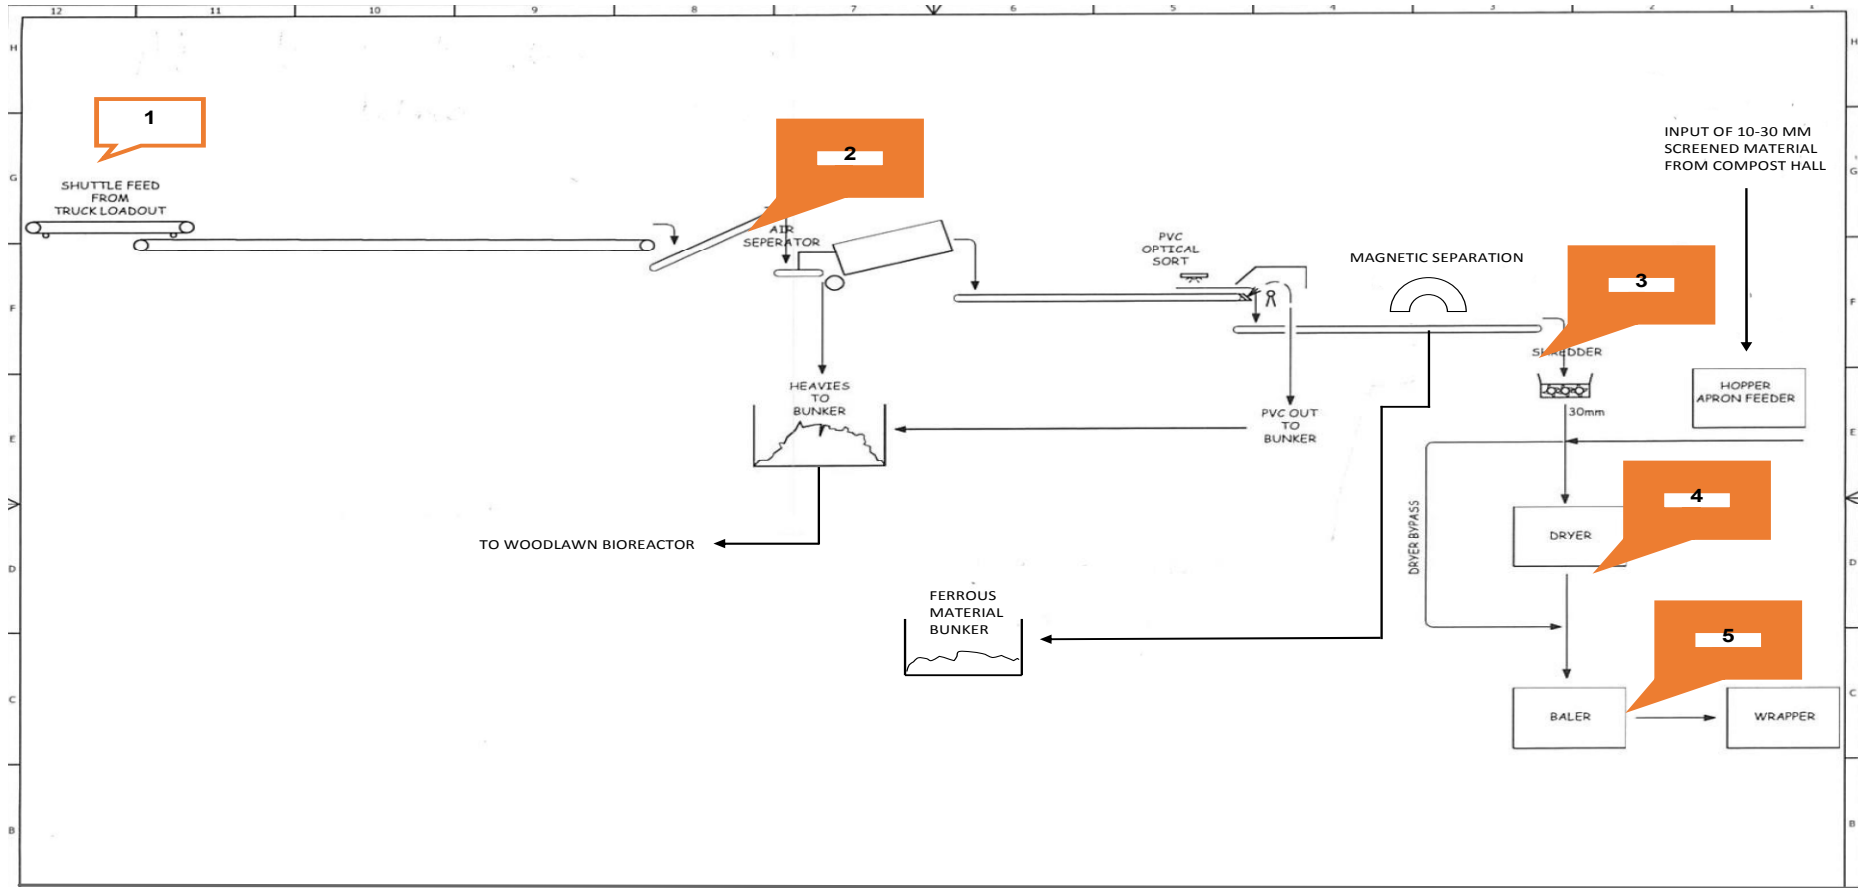 12 11 10 9 8 7 6 5 4 3 2 1
H H
1
2
INPUT OF 10-30 MM
SCREENED MATERIAL
FROM COMPOST HALL
G G
SHUTTLE FEED
FROM
TRUCK LOADOUT
AIR
SEPERATOR
PVC
OPTICAL
SORT
MAGNETIC SEPARATION
3
F F
SHREDDER
30mm
HOPPER
APRON FEEDER
HEAVIES
TO
BUNKER
PVC OUT
TO
BUNKER
E E
4
DRYER BYPASS
DRYER
TO WOODLAWN BIOREACTOR
D D
FERROUS
MATERIAL
BUNKER
5
C C
BALER
WRAPPER
B B